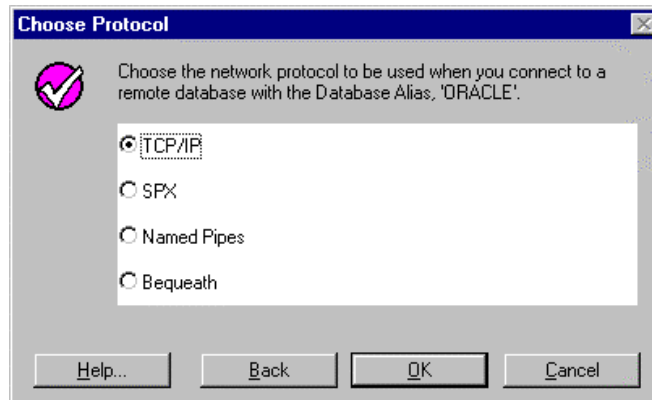 Choose Protocol
Choose the network protocol to be used when you connect to a
remote database with the Database Alias, 'ORACLE'.
TCP/IP
SPX
Named Pipes
Bequeath
Help... Back OK Cancel